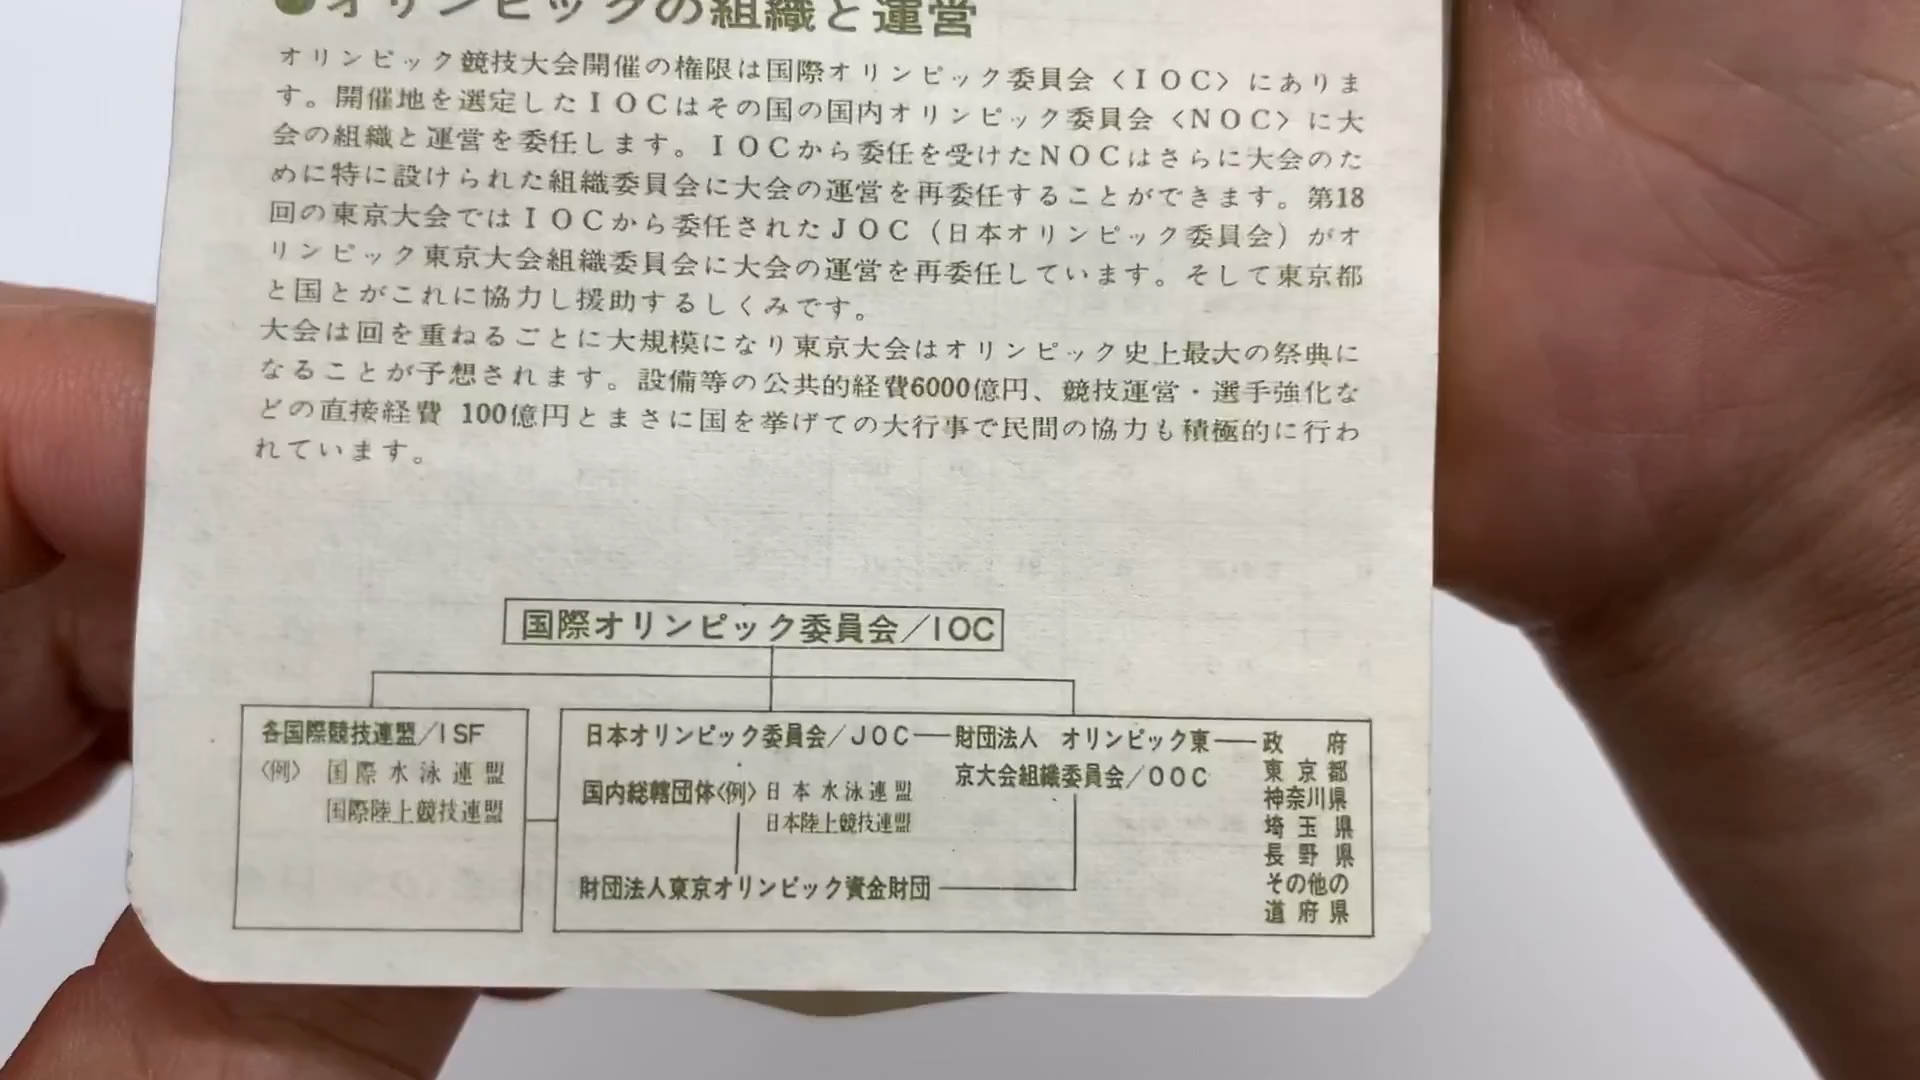 オリンピックの組織と運営
オリンピック競技大会開催の権限は国際オリンピック委員会〈IOC〉にありま
す。開催地を選定したIOCはその国の国内オリンピック委員会〈NOC〉に大
会の組織と運営を委任します。IOCから委任を受けたNOCはさらに大会のた
めに特に設けられた組織委員会に大会の運営を再委任することができます。第18
回の東京大会ではIOCから委任されたJOC（日本オリンピック委員会）がオ
リンピック東京大会組織委員会に大会の運営を再委任しています。そして東京都
と国とがこれに協力し援助するしくみです。
大会は回を重ねるごとに大規模になり東京大会はオリンピック史上最大の祭典に
なることが予想されます。設備等の公共的経費6000億円、競技運営・選手強化な
どの直接経費 100億円とまさに国を挙げての大行事で民間の協力も積極的に行わ
れています。
国際オリンピック委員会／IOC
各国際競技連盟／ISF
〈例〉 国際水泳連盟
国際陸上競技連盟
日本オリンピック委員会／JOC
国内総轄団体〈例〉日本水泳連盟
日本陸上競技連盟
財団法人東京オリンピック資金財団
財団法人 オリンピック東
京大会組織委員会／OOC
政府
東京都
神奈川県
埼玉県
長野県
その他の
道府県